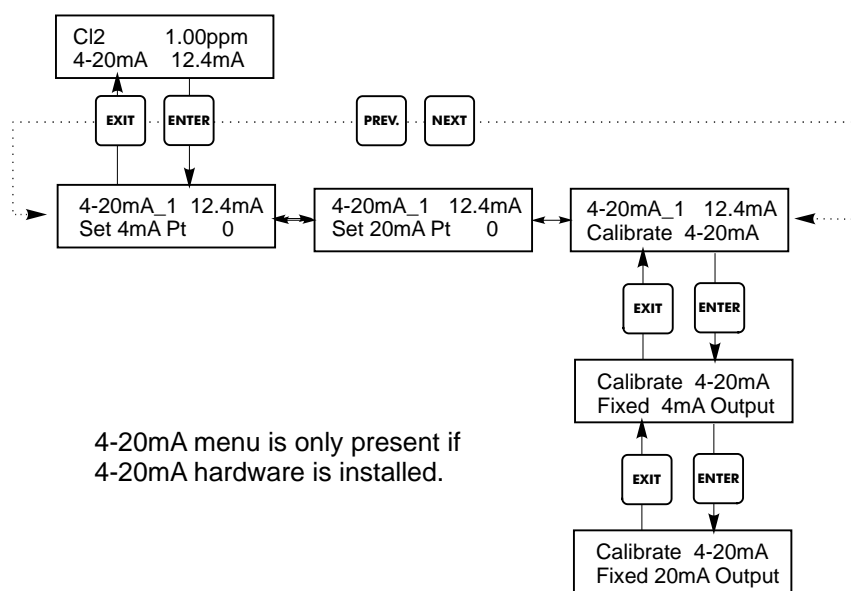 Cl2 1.00ppm
4-20mA 12.4mA
EXIT
ENTER
PREV.
NEXT
4-20mA_1 12.4mA
Set 4mA Pt 0
4-20mA_1 12.4mA
Set 20mA Pt 0
4-20mA_1 12.4mA
Calibrate 4-20mA
EXIT
ENTER
Calibrate 4-20mA
Fixed 4mA Output
4-20mA menu is only present if
4-20mA hardware is installed.
EXIT
ENTER
Calibrate 4-20mA
Fixed 20mA Output